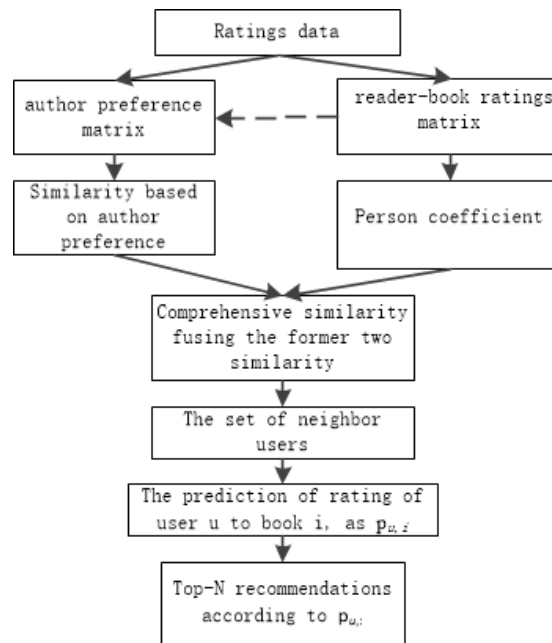 Ratings data
author preference
matrix
reader-book ratings
matrix
Similarity based
on author
preference
Person coefficient
Comprehensive similarity
fusing the former two
similarity
The set of neighbor
users
The prediction of rating of
user u to book i, as p_{u,i}
Top-N recommendations
according to p_{u,i}